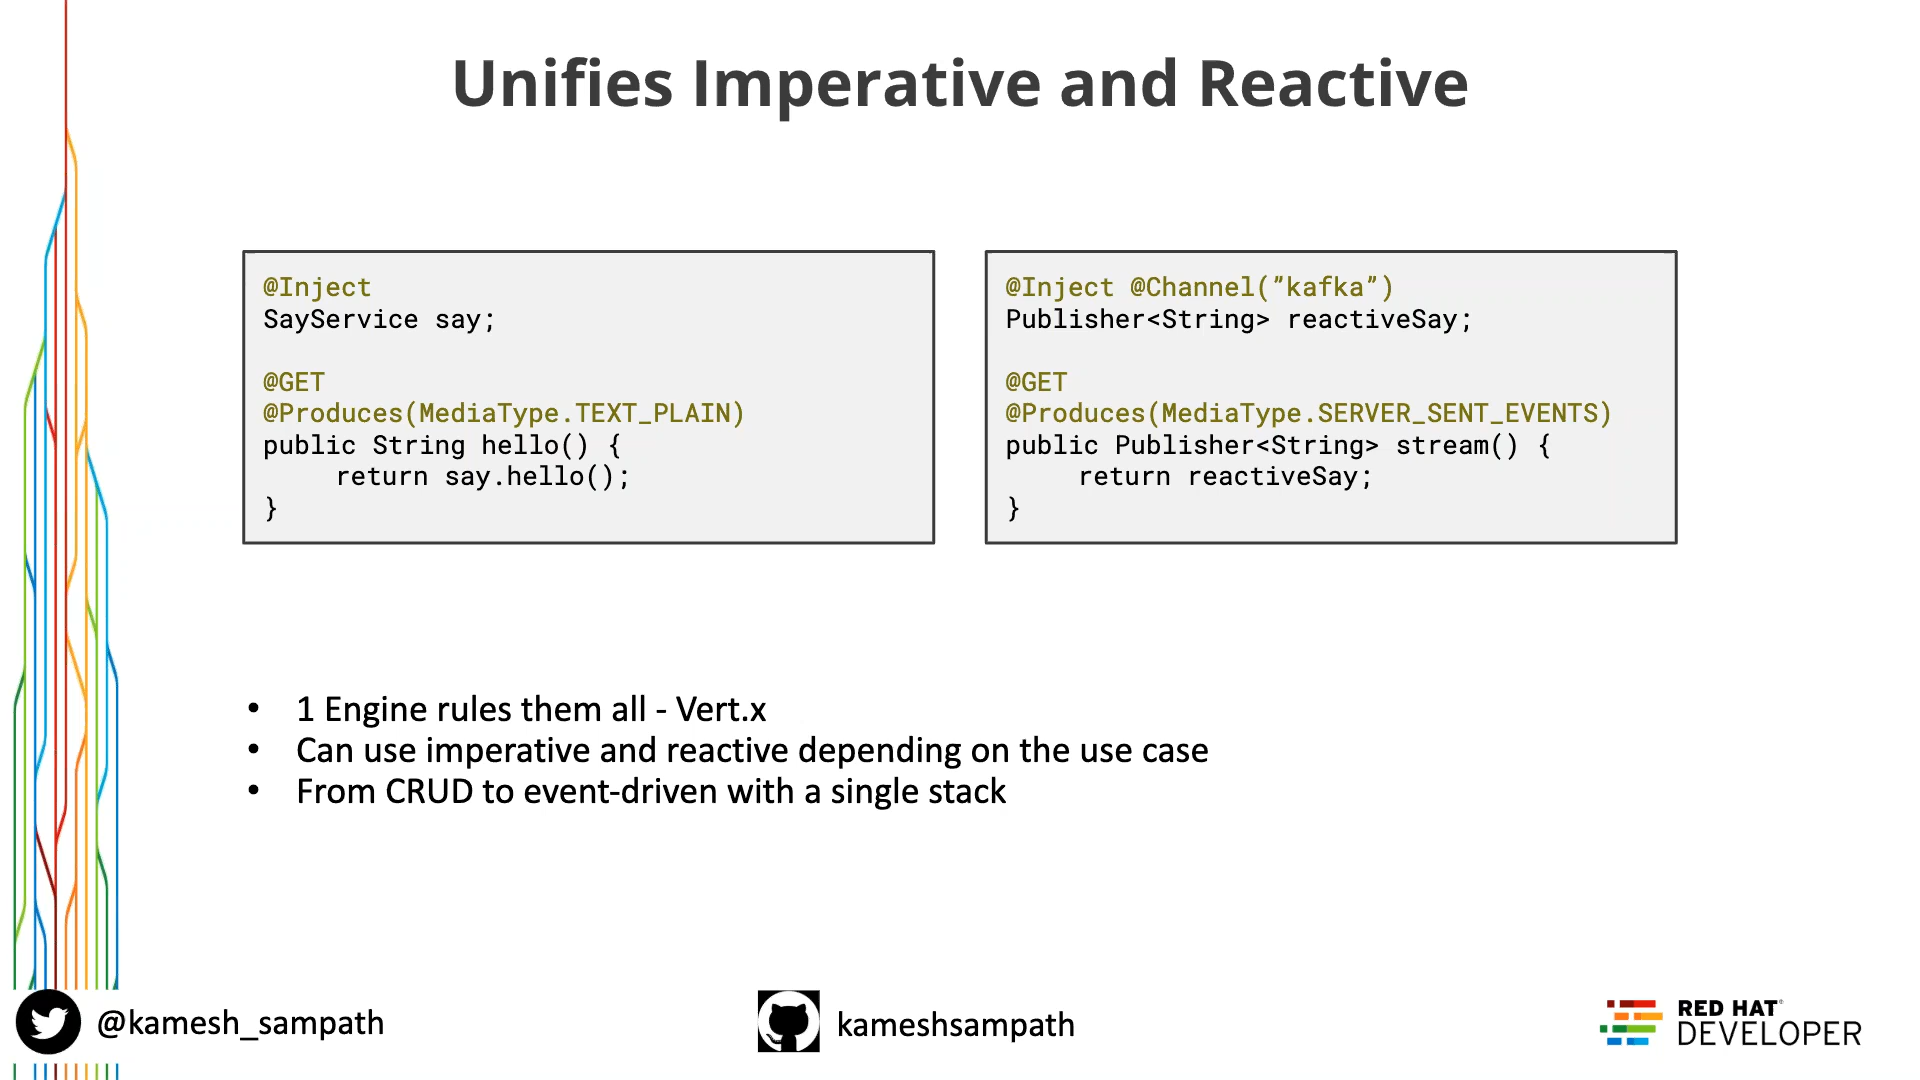 Unifies Imperative and Reactive
@Inject
SayService say;
@GET
@Produces(MediaType.TEXT_PLAIN)
public String hello() {
    return say.hello();
}
@Inject @Channel(”kafka”)
Publisher<String> reactiveSay;
@GET
@Produces(MediaType.SERVER_SENT_EVENTS)
public Publisher<String> stream() {
    return reactiveSay;
}
• 1 Engine rules them all - Vert.x
• Can use imperative and reactive depending on the use case
• From CRUD to event-driven with a single stack
@kamesh_sampath
kameshsampath
RED HAT®
DEVELOPER